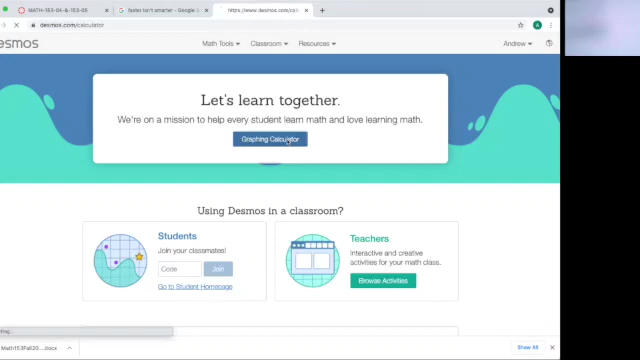 MATH-153-04 & 153-05
faster isn't smarter - Google S
https://www.desmos.com/calc
desmos.com/calculator
A
esmos
Math Tools
Classroom
Resources
Andrew
Let's learn together.
We're on a mission to help every student learn math and love learning math.
Graphing Calculator
Using Desmos in a classroom?
Students
Join your classmates!
Code
Join
Go to Student Homepage
Teachers
Interactive and creative
activities for your math class.
Browse Activities
Math153Fall20....docx
Show All